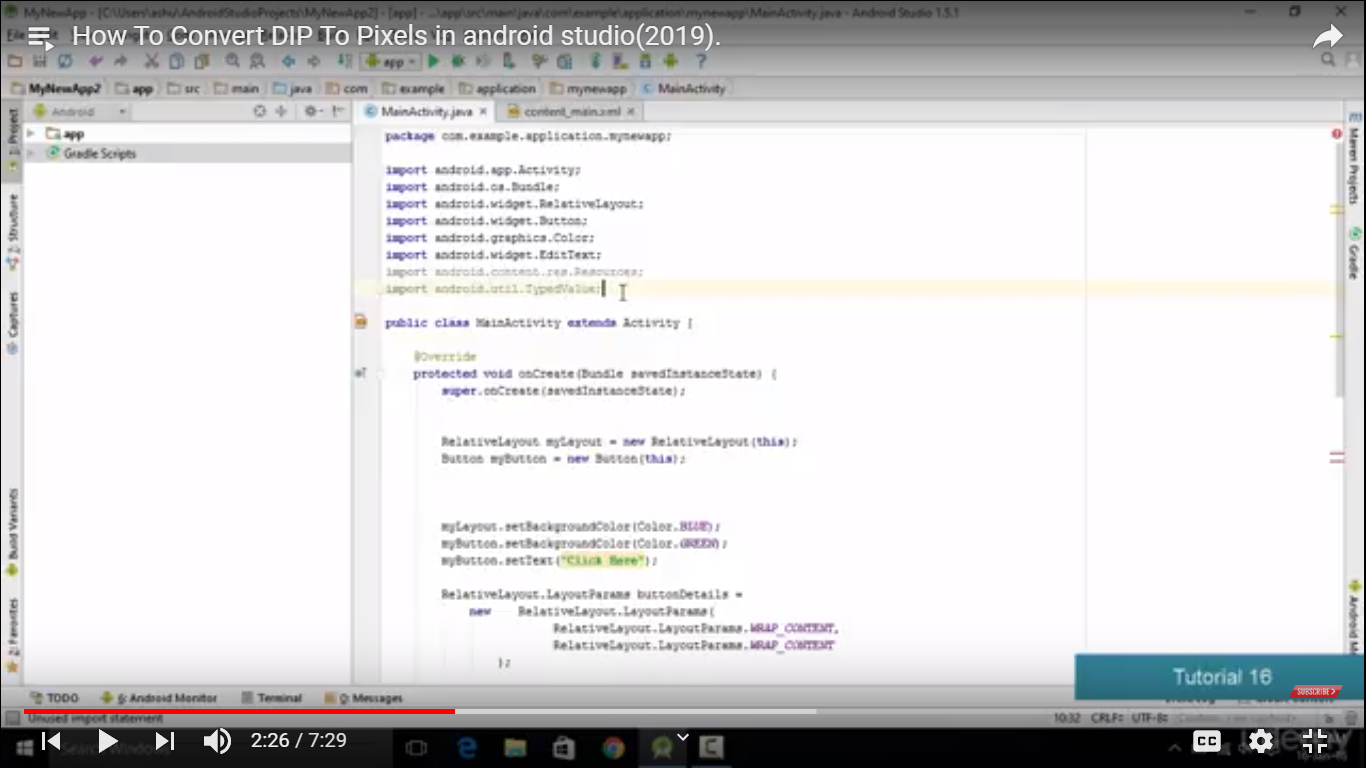 MyNewApp - [C:\Users\ashu\AndroidStudioProjects\MyNewApp2] - [app] - ...\app\src\main\java\com\example\application\mynewapp\MainActivity.java - Android Studio 1.5.1
How To Convert DIP To Pixels in android studio(2019).
app
MyNewApp2 app src main java com example application mynewapp MainActivity
Android
MainActivity.java
content_main.xml
1: Project
app
Gradle Scripts
Structure
Captures
Build Variants
2: Favorites
Maven Projects
Gradle
package com.example.application.mynewapp;
import android.app.Activity;
import android.os.Bundle;
import android.widget.RelativeLayout;
import android.widget.Button;
import android.graphics.Color;
import android.widget.EditText;
import android.content.res.Resources;
import android.util.TypedValue;
public class MainActivity extends Activity {
@Override
protected void onCreate(Bundle savedInstanceState) {
super.onCreate(savedInstanceState);
RelativeLayout myLayout = new RelativeLayout(this);
Button myButton = new Button(this);
myLayout.setBackgroundColor(Color.BLUE);
myButton.setBackgroundColor(Color.GREEN);
myButton.setText("Click Here");
RelativeLayout.LayoutParams buttonDetails =
new RelativeLayout.LayoutParams(
RelativeLayout.LayoutParams.WRAP_CONTENT,
RelativeLayout.LayoutParams.WRAP_CONTENT
);
Tutorial 16
SUBSCRIBE
TODO 6: Android Monitor Terminal 0: Messages
Unused import statement
10:32 CRLF: UTF-8:
2:26 / 7:29
CC